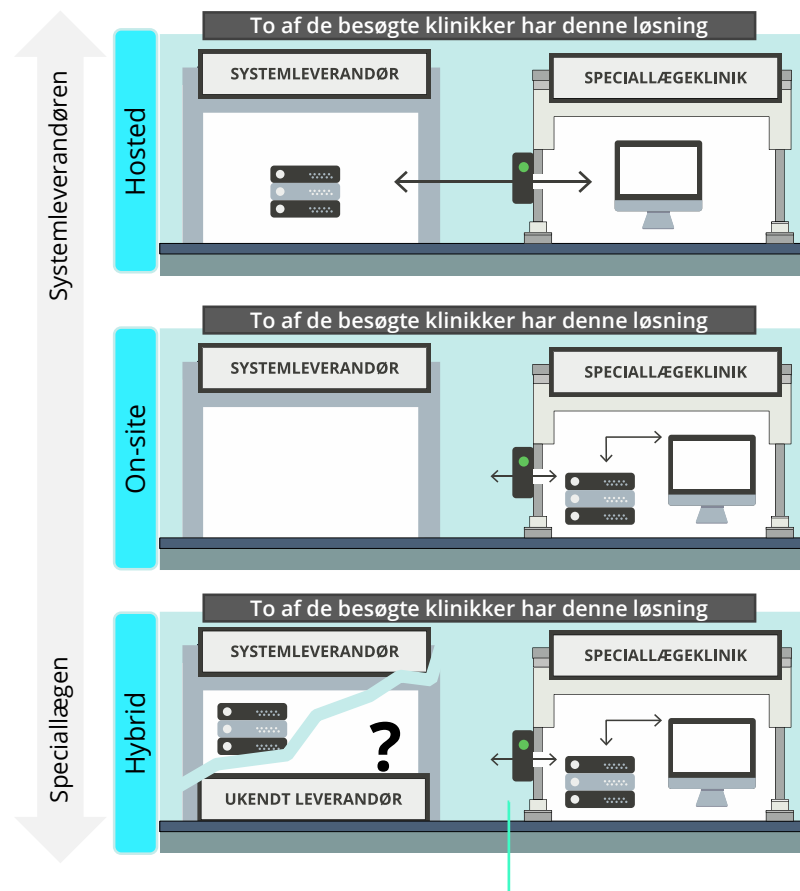 Systemleverandøren
Speciallægen
Hosted
To af de besøgte klinikker har denne løsning
SYSTEMLEVERANDØR
SPECIALLÆGEKLINIK
On-site
To af de besøgte klinikker har denne løsning
SYSTEMLEVERANDØR
SPECIALLÆGEKLINIK
Hybrid
To af de besøgte klinikker har denne løsning
SYSTEMLEVERANDØR
SPECIALLÆGEKLINIK
?
UKENDT LEVERANDØR